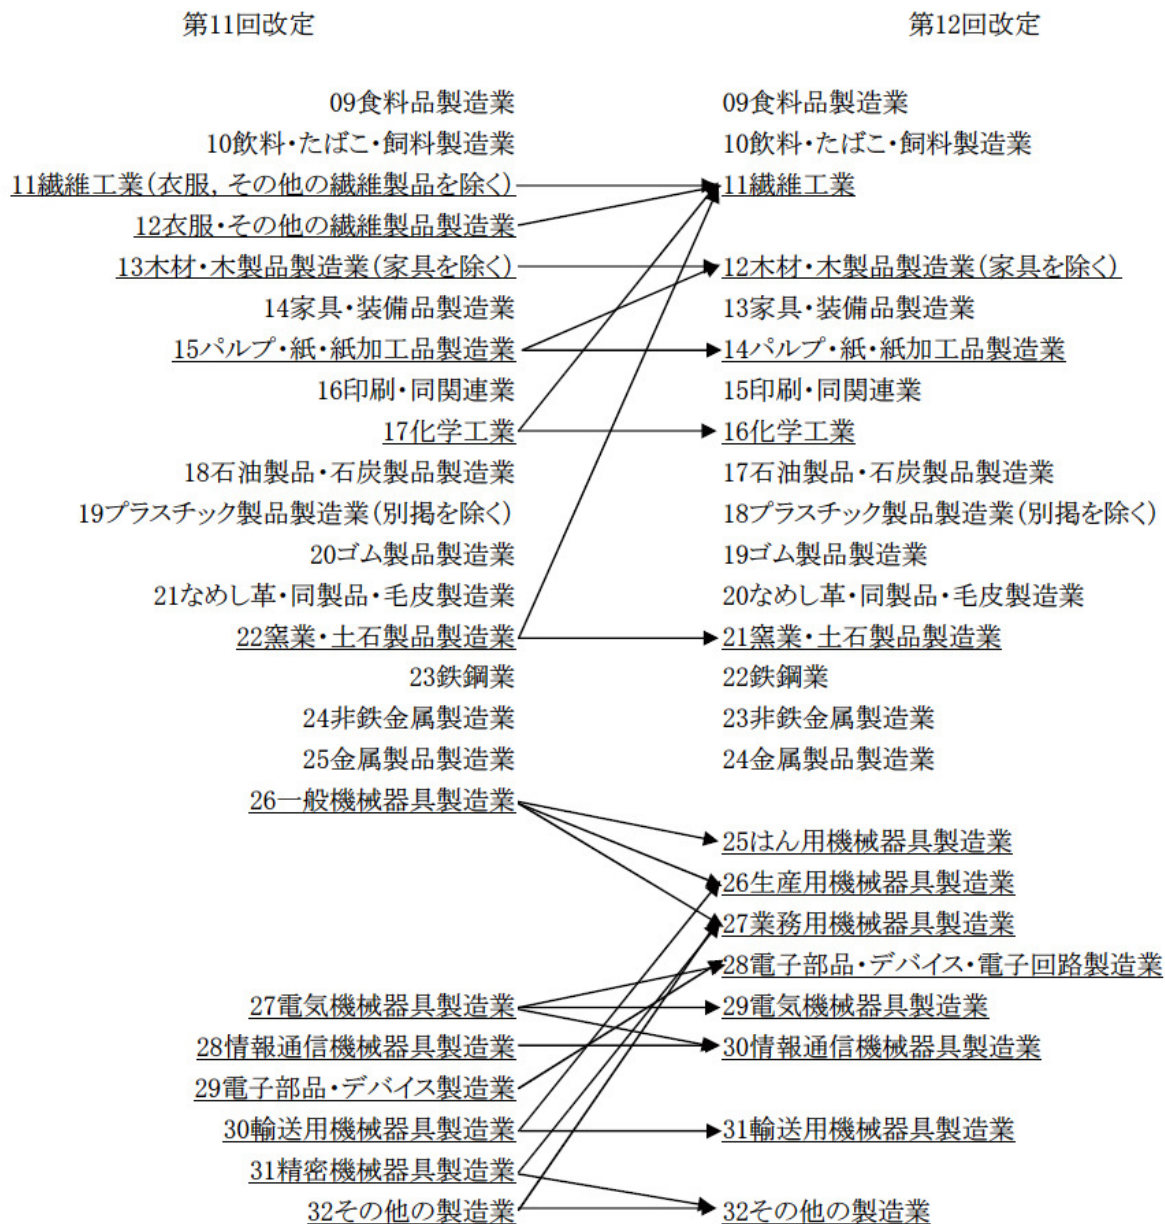 第11回改定 第12回改定
09食料品製造業 09食料品製造業
10飲料・たばこ・飼料製造業 10飲料・たばこ・飼料製造業
11繊維工業(衣服,その他の繊維製品を除く) 11繊維工業
12衣服・その他の繊維製品製造業
13木材・木製品製造業(家具を除く) 12木材・木製品製造業(家具を除く)
14家具・装備品製造業 13家具・装備品製造業
15パルプ・紙・紙加工品製造業 14パルプ・紙・紙加工品製造業
16印刷・同関連業 15印刷・同関連業
17化学工業 16化学工業
18石油製品・石炭製品製造業 17石油製品・石炭製品製造業
19プラスチック製品製造業(別掲を除く) 18プラスチック製品製造業(別掲を除く)
20ゴム製品製造業 19ゴム製品製造業
21なめし革・同製品・毛皮製造業 20なめし革・同製品・毛皮製造業
22窯業・土石製品製造業 21窯業・土石製品製造業
23鉄鋼業 22鉄鋼業
24非鉄金属製造業 23非鉄金属製造業
25金属製品製造業 24金属製品製造業
26一般機械器具製造業
25はん用機械器具製造業
26生産用機械器具製造業
27業務用機械器具製造業
28電子部品・デバイス・電子回路製造業
27電気機械器具製造業 29電気機械器具製造業
28情報通信機械器具製造業 30情報通信機械器具製造業
29電子部品・デバイス製造業
30輸送用機械器具製造業 31輸送用機械器具製造業
31精密機械器具製造業
32その他の製造業 32その他の製造業